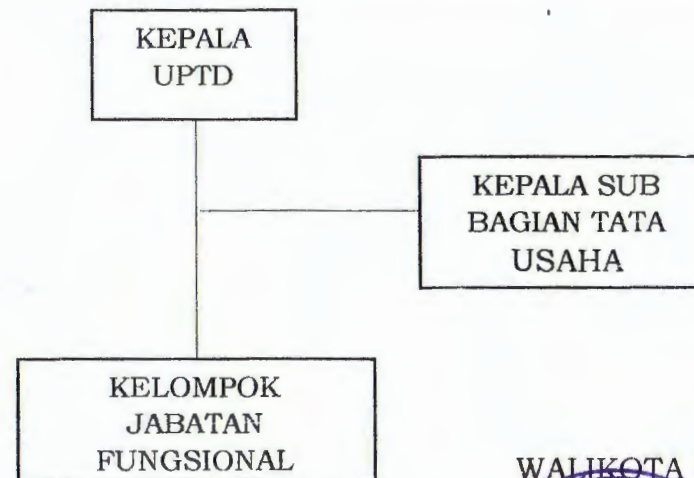 KEPALA
UPTD
KEPALA SUB
BAGIAN TATA
USAHA
KELOMPOK
JABATAN
FUNGSIONAL
WALIKOTA